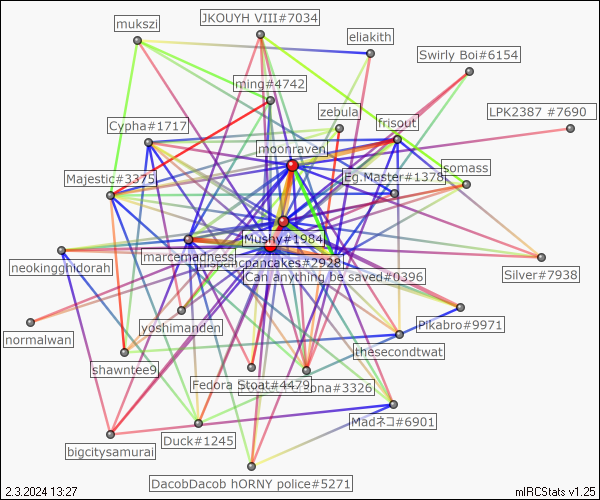 JKOUYH VIII#7034
mukszi
eliakith
Swirly Boi#6154
ming#4742
zebula
LPK2387 #7690
Cypha#1717
frisout
moonraven
somass
Majestic#3375
Eg.Master#1378
Mushy#1984
marcemadness
pancakes#2928
neokingghidorah
Can anything be saved#0396
Silver#7938
yoshimanden
Pikabro#9971
normalwan
thesecondtwat
shawntee9
Fedora Stoat#4479
ona#3326
Madネコ#6901
Duck#1245
bigcitysamurai
DacobDacob hORNY police#5271
2.3.2024 13:27
mIRCStats v1.25